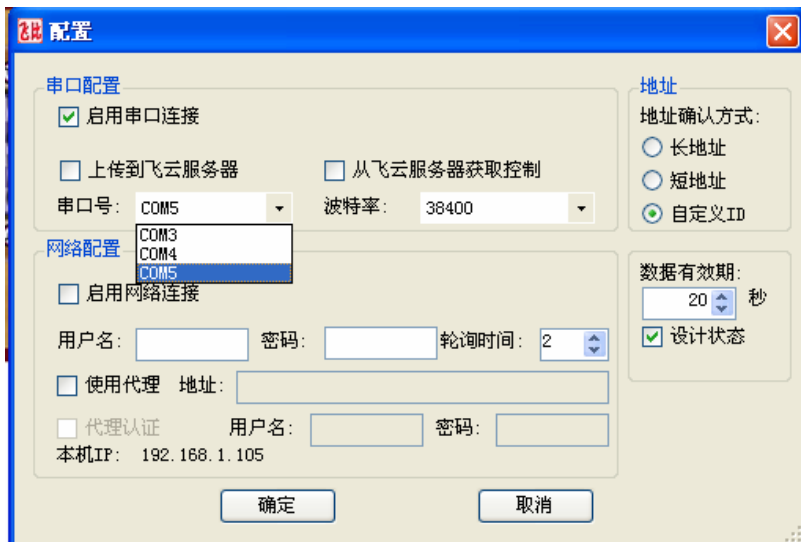 飞比 配置
串口配置
启用串口连接
上传到飞云服务器 从飞云服务器获取控制
串口号: COM5 波特率: 38400
COM3
COM4
COM5
网络配置
启用网络连接
用户名: 密码: 轮询时间: 2
使用代理 地址:
代理认证 用户名: 密码:
本机IP: 192.168.1.105
确定 取消
地址
地址确认方式:
长地址
短地址
自定义ID
数据有效期:
20 秒
设计状态